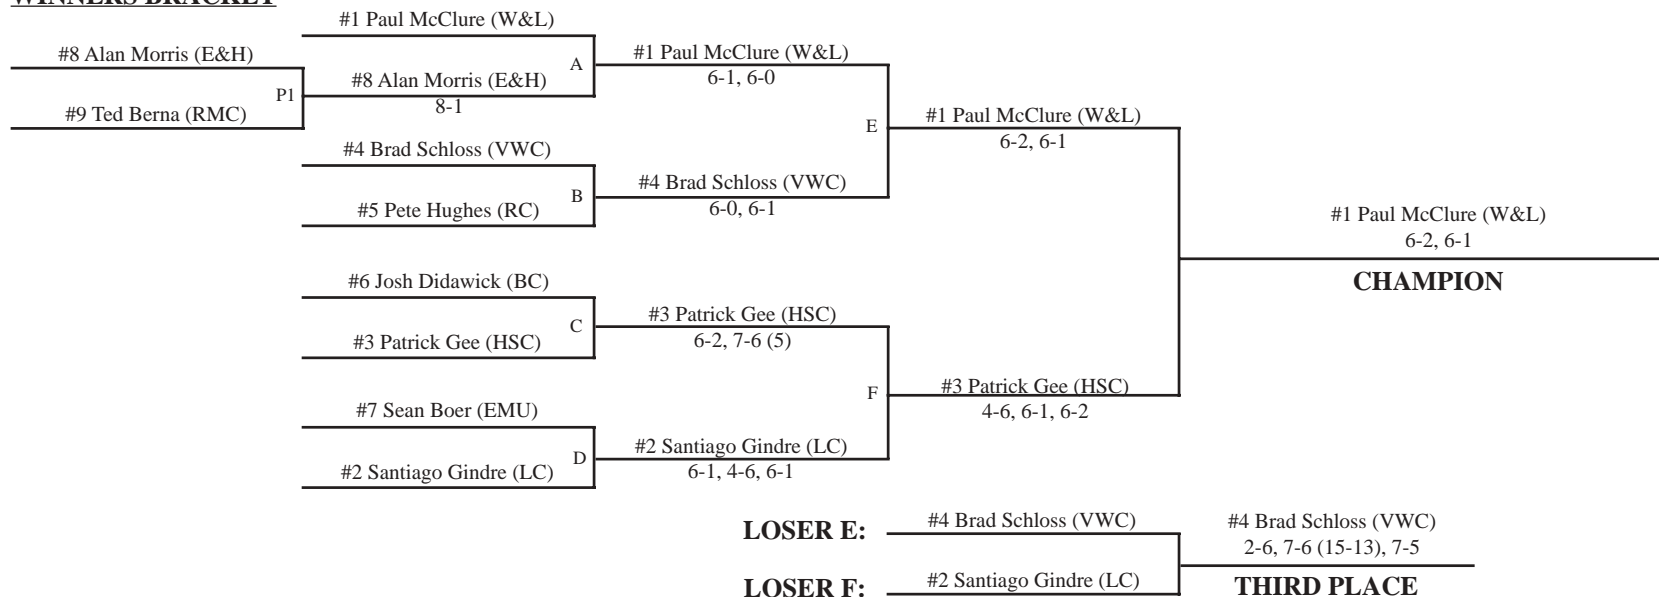 WINNERS BRACKET
#8 Alan Morris (E&H)
P1
#9 Ted Berna (RMC)
#1 Paul McClure (W&L)
A
#8 Alan Morris (E&H)
8-1
#4 Brad Schloss (VWC)
B
#5 Pete Hughes (RC)
#6 Josh Didawick (BC)
C
#3 Patrick Gee (HSC)
#7 Sean Boer (EMU)
D
#2 Santiago Gindre (LC)
#1 Paul McClure (W&L)
6-1, 6-0
E
#4 Brad Schloss (VWC)
6-0, 6-1
#3 Patrick Gee (HSC)
6-2, 7-6 (5)
F
#2 Santiago Gindre (LC)
6-1, 4-6, 6-1
#1 Paul McClure (W&L)
6-2, 6-1
#3 Patrick Gee (HSC)
4-6, 6-1, 6-2
#1 Paul McClure (W&L)
6-2, 6-1
CHAMPION
LOSER E:
#4 Brad Schloss (VWC)
LOSER F:
#2 Santiago Gindre (LC)
#4 Brad Schloss (VWC)
2-6, 7-6 (15-13), 7-5
THIRD PLACE